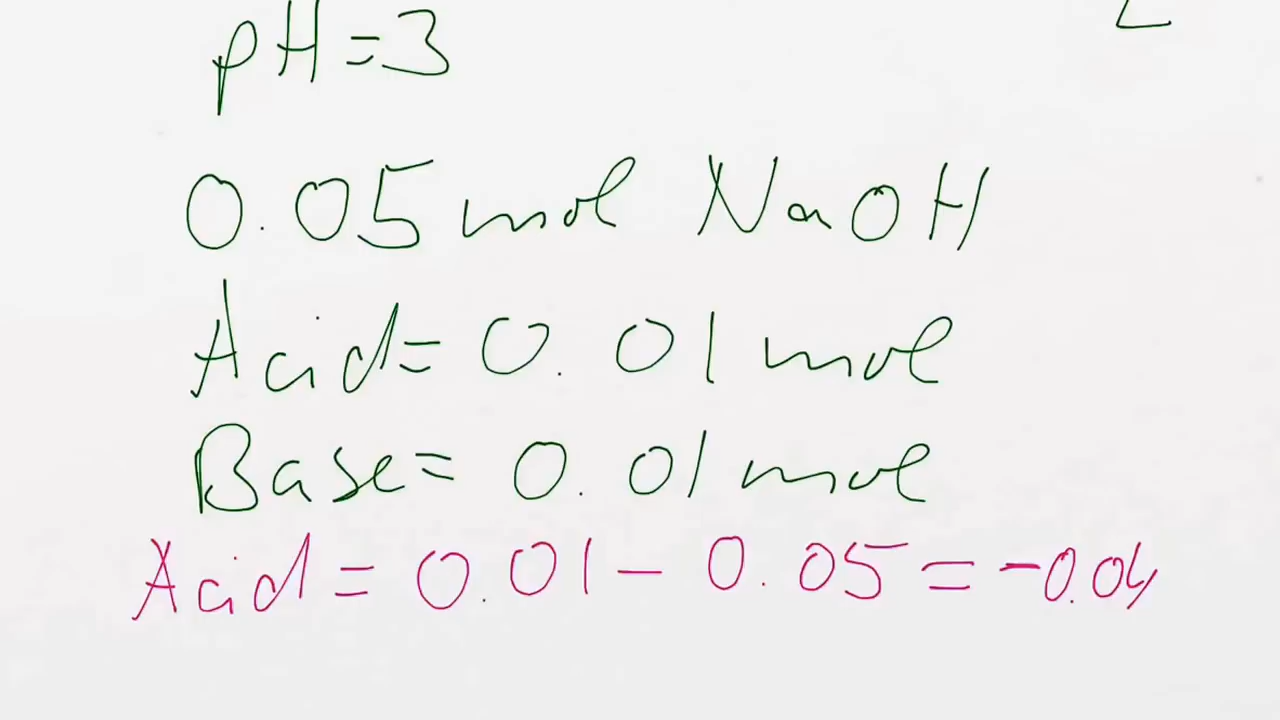 pH=3
0.05 mol NaOH
Acid= 0.01 mol
Base= 0.01 mol
Acid = 0.01 - 0.05 = -0.04